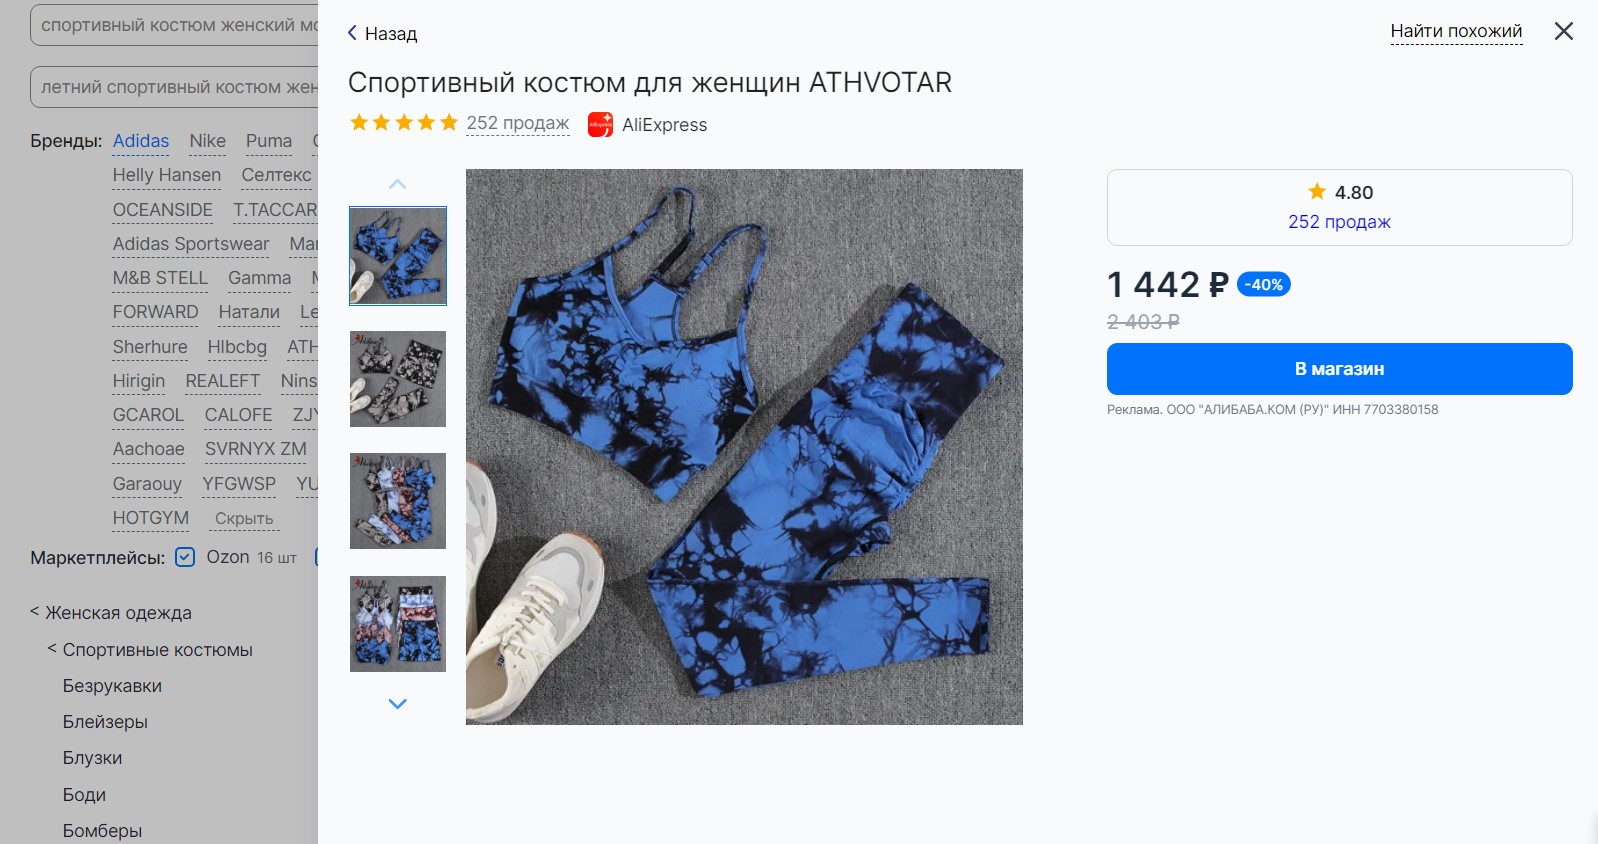 спортивный костюм женский
летний спортивный костюм
Бренды: Adidas Nike Puma
Helly Hansen Селтекс
OCEANSIDE T.TACCAR
Adidas Sportswear Mar
M&B STELL Gamma
FORWARD Натали Le
Sherhure Hlbcbg ATH
Hirigin REALEFT Nins
GCAROL CALOFE ZJY
Aachoae SVRNYX ZM
Garaouy YFGWSP YU
HOTGYM Скрыть
Маркетплейсы: Ozon 16 шт
< Женская одежда
< Спортивные костюмы
Безрукавки
Блейзеры
Блузки
Боди
Бомберы
Назад
Найти похожий
Спортивный костюм для женщин ATHVOTAR
252 продаж AliExpress
4.80
252 продаж
1 442 ₽ -40%
2 403 ₽
В магазин
Реклама. ООО "АЛИБАБА.КОМ (РУ)" ИНН 7703380158